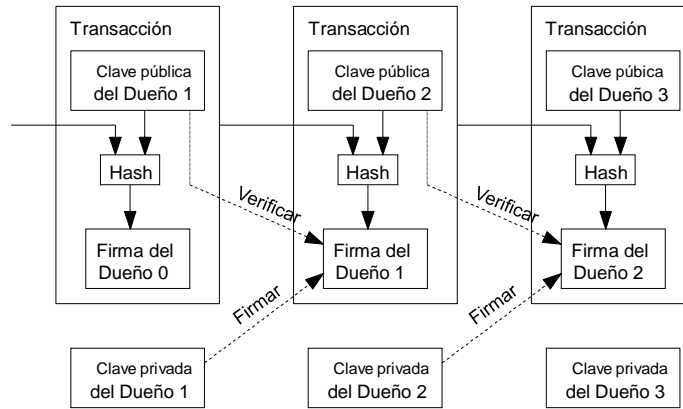 Transacción
Clave pública
del Dueño 1
Hash
Firma del
Dueño 0
Transacción
Clave pública
del Dueño 2
Hash
Firma del
Dueño 1
Transacción
Clave púbica
del Dueño 3
Hash
Firma del
Dueño 2
Verificar
Verificar
Firmar
Firmar
Clave privada
del Dueño 1
Clave privada
del Dueño 2
Clave privada
del Dueño 3